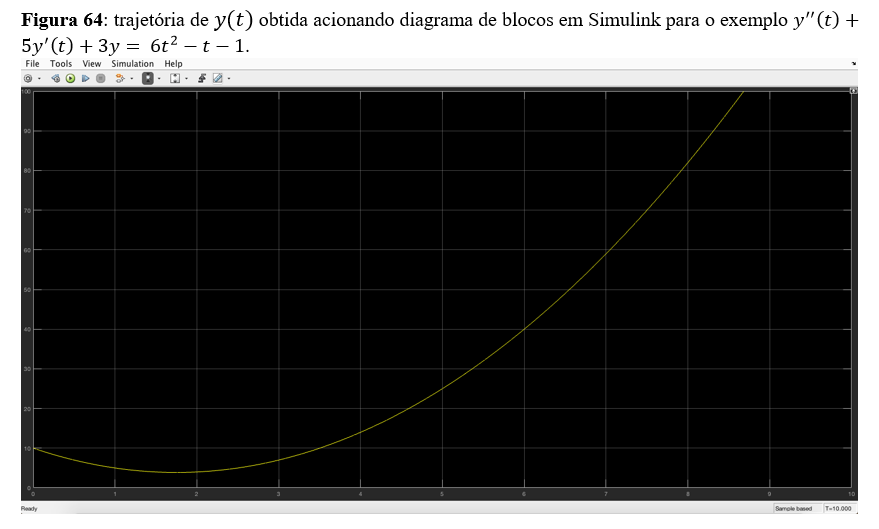 Figura 64: trajetória de y(t) obtida acionando diagrama de blocos em Simulink para o exemplo y′′(t) +
5y′(t) + 3y = 6t² − t − 1.
File Tools View Simulation Help
100
90
80
70
60
50
40
30
20
10
0
0 1 2 3 4 5 6 7 8 9 10
Ready Sample based T=10.000